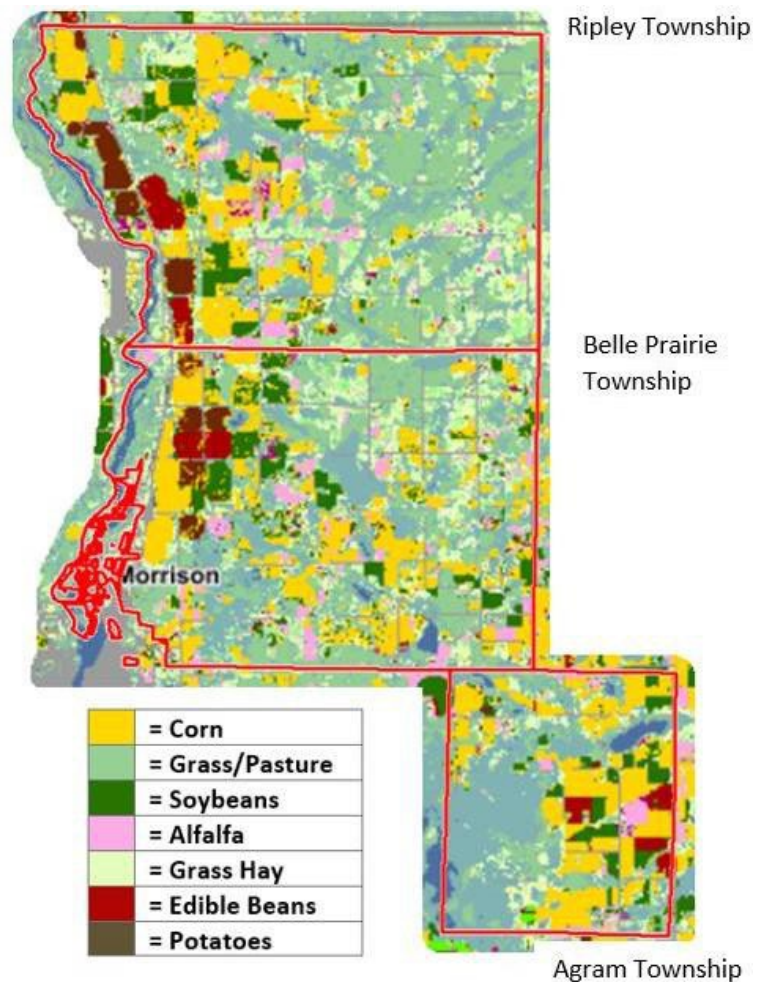 Ripley Township
Belle Prairie
Township
Morrison
= Corn
= Grass/Pasture
= Soybeans
= Alfalfa
= Grass Hay
= Edible Beans
= Potatoes
Agram Township